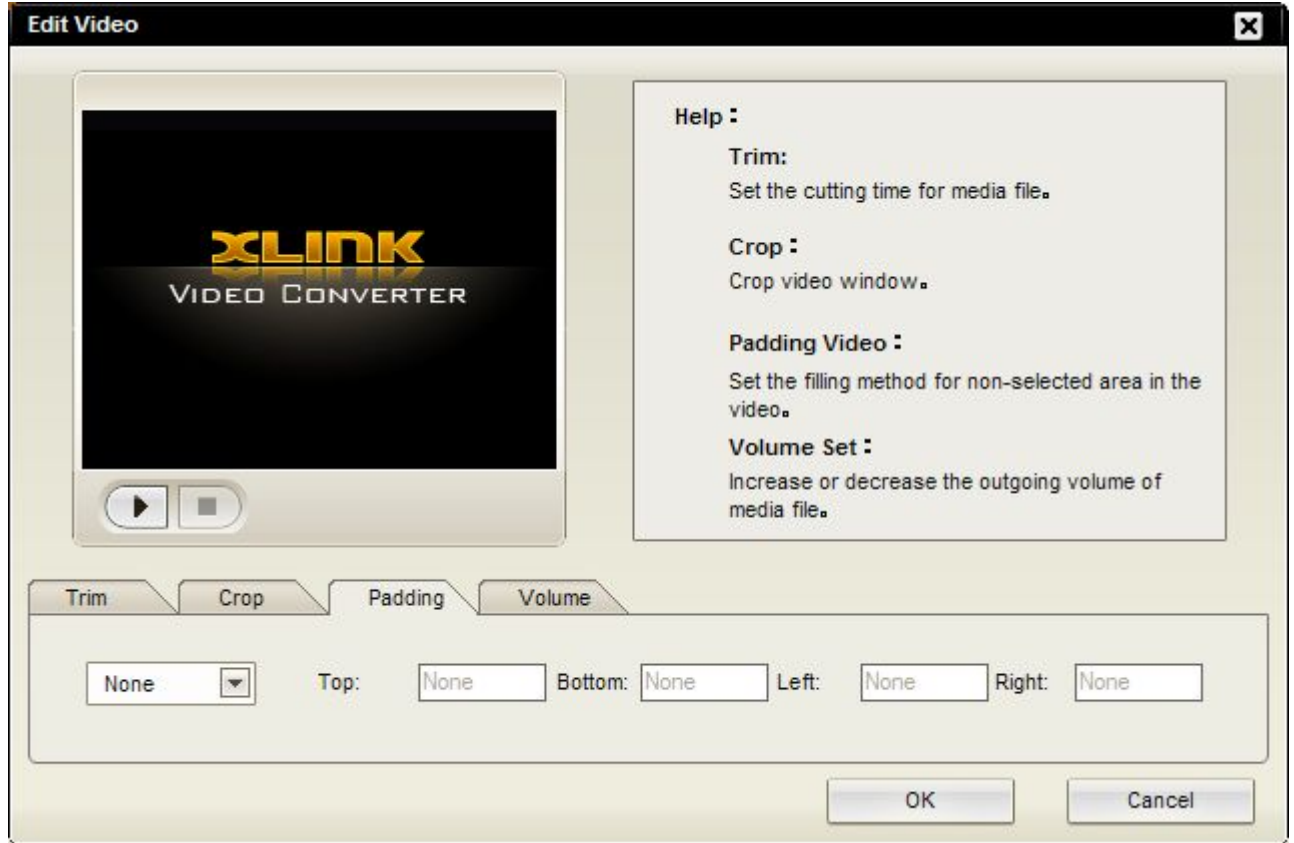 Edit Video
XLINK
VIDEO CONVERTER
Help：
Trim:
Set the cutting time for media file。
Crop：
Crop video window。
Padding Video：
Set the filling method for non-selected area in the
video。
Volume Set：
Increase or decrease the outgoing volume of
media file。
Trim Crop Padding Volume
None Top: None Bottom: None Left: None Right: None
OK Cancel